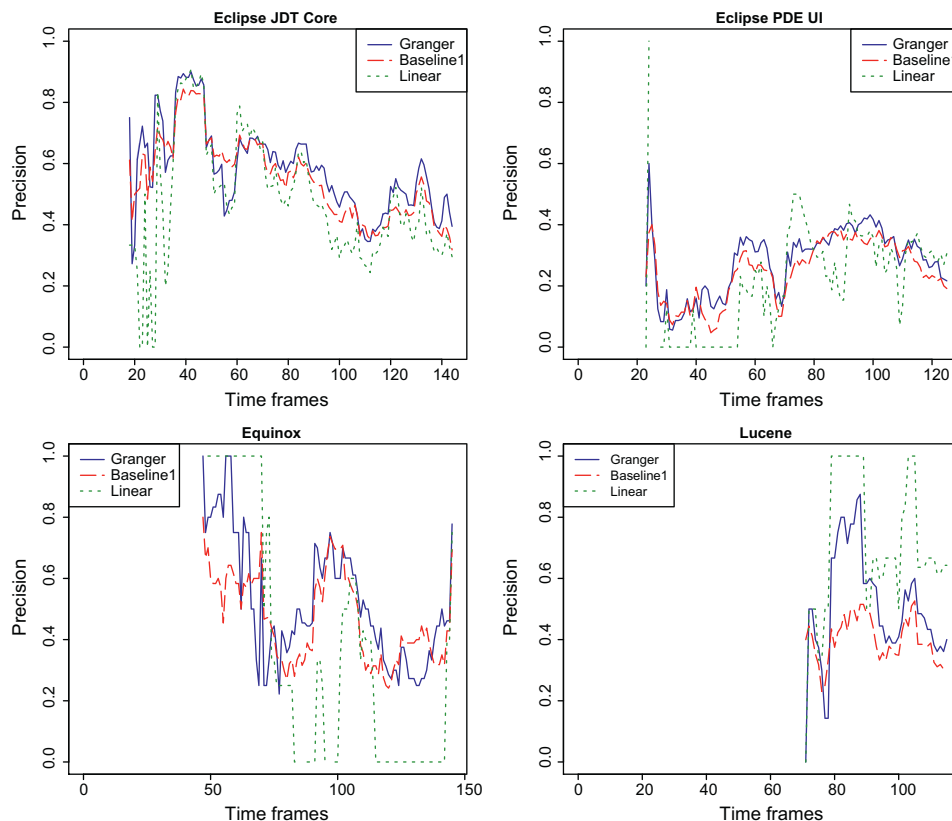 Eclipse JDT Core
Precision
0.0 0.2 0.4 0.6 0.8 1.0
Granger
Baseline1
Linear
0 20 40 60 80 100 120 140
Time frames
Eclipse PDE UI
Precision
0.0 0.2 0.4 0.6 0.8 1.0
Granger
Baseline
Linear
0 20 40 60 80 100 120
Time frames
Equinox
Precision
0.0 0.2 0.4 0.6 0.8 1.0
Granger
Baseline1
Linear
0 50 100 150
Time frames
Lucene
Precision
0.0 0.2 0.4 0.6 0.8 1.0
Granger
Baseline1
Linear
0 20 40 60 80 100
Time frames